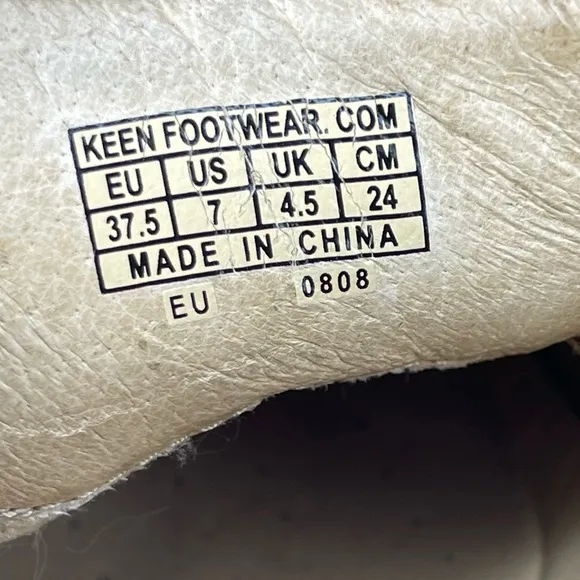 KEEN FOOTWEAR. COM
EU US UK CM
37.5 7 4.5 24
MADE IN CHINA
EU 0808